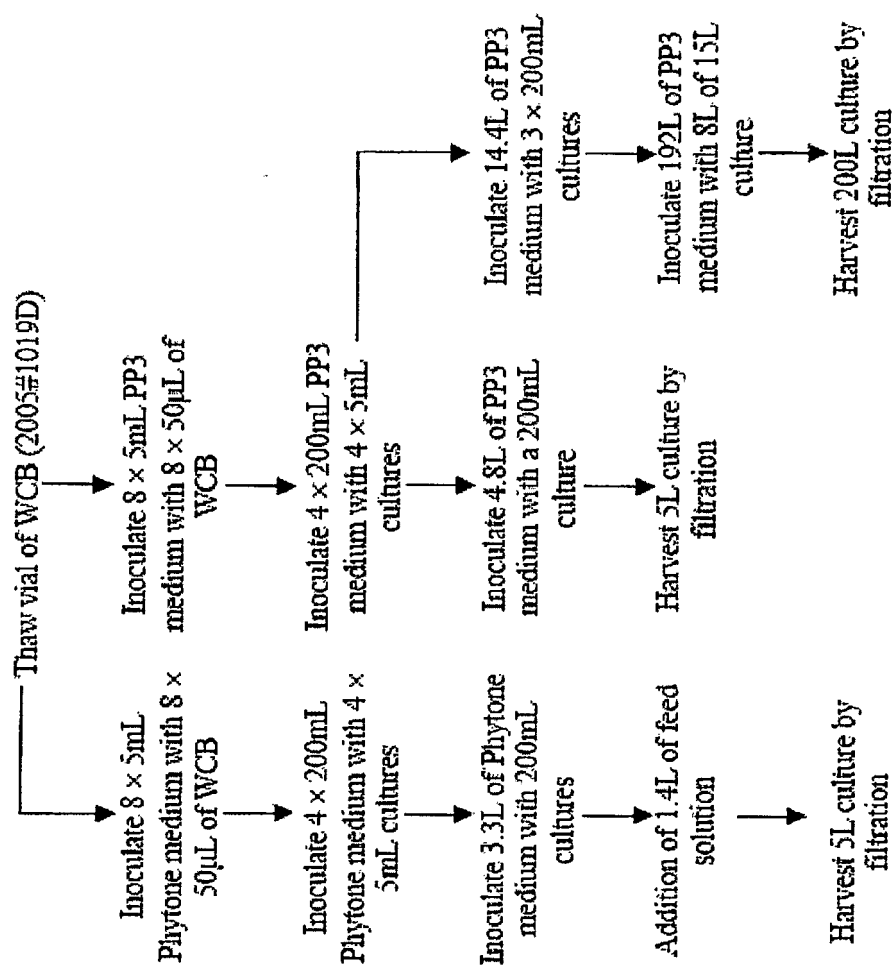 Thaw vial of WCB (2005#1019D)
Inoculate 8 × 5mL
Phytone medium with 8 ×
50μL of WCB
Inoculate 4 × 200mL
Phytone medium with 4 ×
5mL cultures
Inoculate 3.3L of Phytone
medium with 200mL
cultures
Addition of 1.4L of feed
solution
Harvest 5L culture by
filtration
Inoculate 8 × 5mL PP3
medium with 8 × 50μL of
WCB
Inoculate 4 × 200mL PP3
medium with 4 × 5mL
cultures
Inoculate 4.8L of PP3
medium with a 200mL
culture
Harvest 5L culture by
filtration
Inoculate 14.4L of PP3
medium with 3 × 200mL
cultures
Inoculate 192L of PP3
medium with 8L of 15L
culture
Harvest 200L culture by
filtration